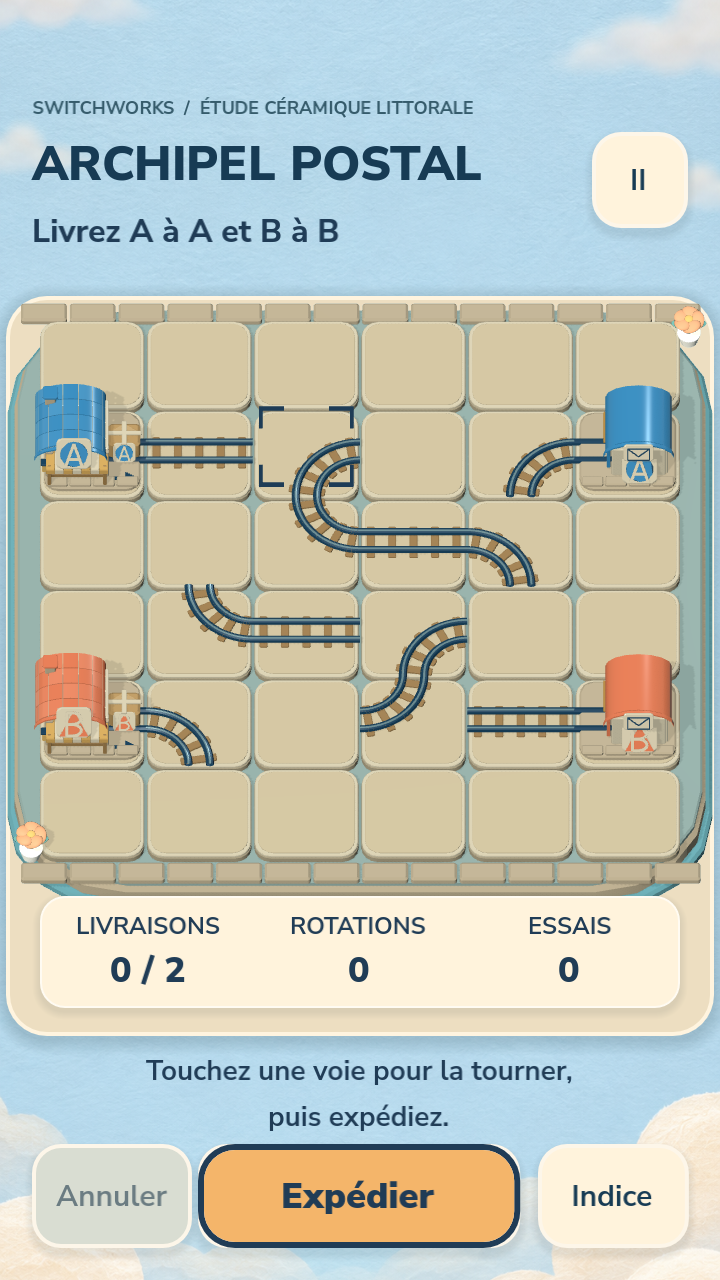 SWITCHWORKS / ÉTUDE CÉRAMIQUE LITTORALE
ARCHIPEL POSTAL
II
Livrez A à A et B à B
A
A
A
B
B
B
LIVRAISONS
ROTATIONS
ESSAIS
0 / 2
0
0
Touchez une voie pour la tourner,
puis expédiez.
Annuler
Expédier
Indice